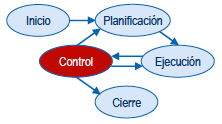 Inicio
Planificación
Control
Ejecución
Cierre